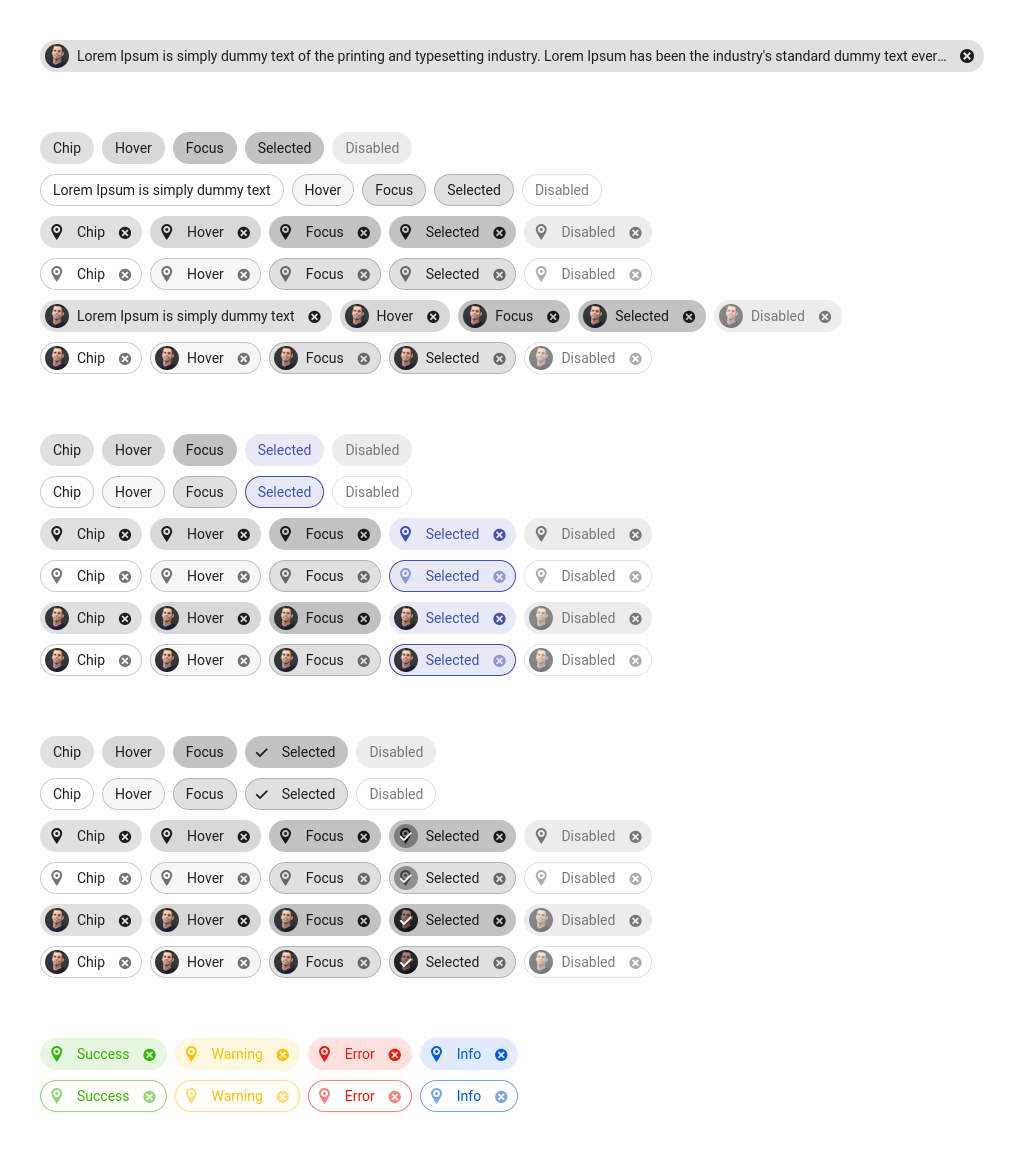 Lorem Ipsum is simply dummy text of the printing and typesetting industry. Lorem Ipsum has been the industry's standard dummy text ever...
Chip Hover Focus Selected Disabled
Lorem Ipsum is simply dummy text Hover Focus Selected Disabled
Chip Hover Focus Selected Disabled
Chip Hover Focus Selected Disabled
Lorem Ipsum is simply dummy text Hover Focus Selected Disabled
Chip Hover Focus Selected Disabled
Chip Hover Focus Selected Disabled
Chip Hover Focus Selected Disabled
Chip Hover Focus Selected Disabled
Chip Hover Focus Selected Disabled
Chip Hover Focus Selected Disabled
Chip Hover Focus Selected Disabled
Chip Hover Focus Selected Disabled
Chip Hover Focus Selected Disabled
Chip Hover Focus Selected Disabled
Chip Hover Focus Selected Disabled
Chip Hover Focus Selected Disabled
Chip Hover Focus Selected Disabled
Success Warning Error Info
Success Warning Error Info